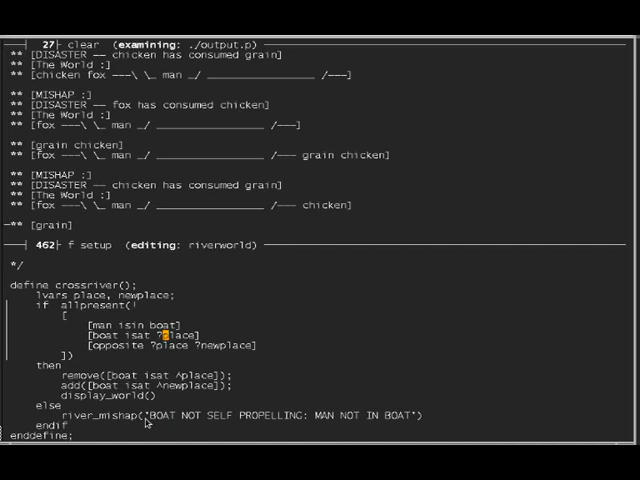 27├ clear (examining: ./output.p)
** [DISASTER -- chicken has consumed grain]
** [The World :]
** [chicken fox ---\ \_ man _/ _________________ /---]
** [MISHAP :]
** [DISASTER -- fox has consumed chicken]
** [The World :]
** [fox ---\ \_ man _/ _________________ /---]
** [grain chicken]
** [fox ---\ \_ man _/ _________________ /--- grain chicken]
** [MISHAP :]
** [DISASTER -- chicken has consumed grain]
** [The World :]
** [fox ---\ \_ man _/ _________________ /--- chicken]
** [grain]
462├ f setup (editing: riverworld)
*/
define crossriver();
lvars place, newplace;
if allpresent(!
[
[man isin boat]
[boat isat ?place]
[opposite ?place ?newplace]
])
then
remove([boat isat ^place]);
add([boat isat ^newplace]);
display_world()
else
river_mishap('BOAT NOT SELF PROPELLING: MAN NOT IN BOAT')
endif
enddefine;